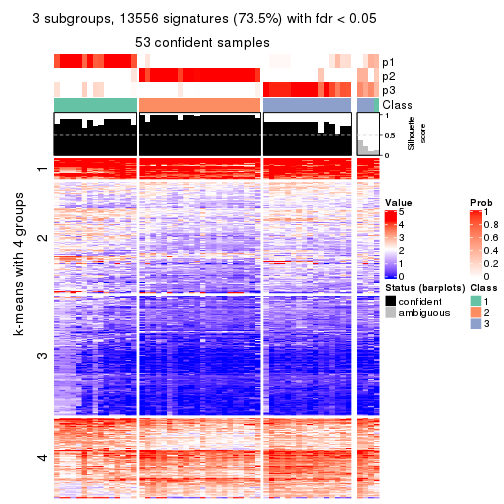 3 subgroups, 13556 signatures (73.5%) with fdr < 0.05
53 confident samples
p1
p2
p3
Class
1
0.5
0
Silhouette
score
k-means with 4 groups
1
2
3
4
Value
5
4
3
2
1
0
Prob
1
0.8
0.6
0.4
0.2
0
Status (barplots)
confident
ambiguous
Class
1
2
3